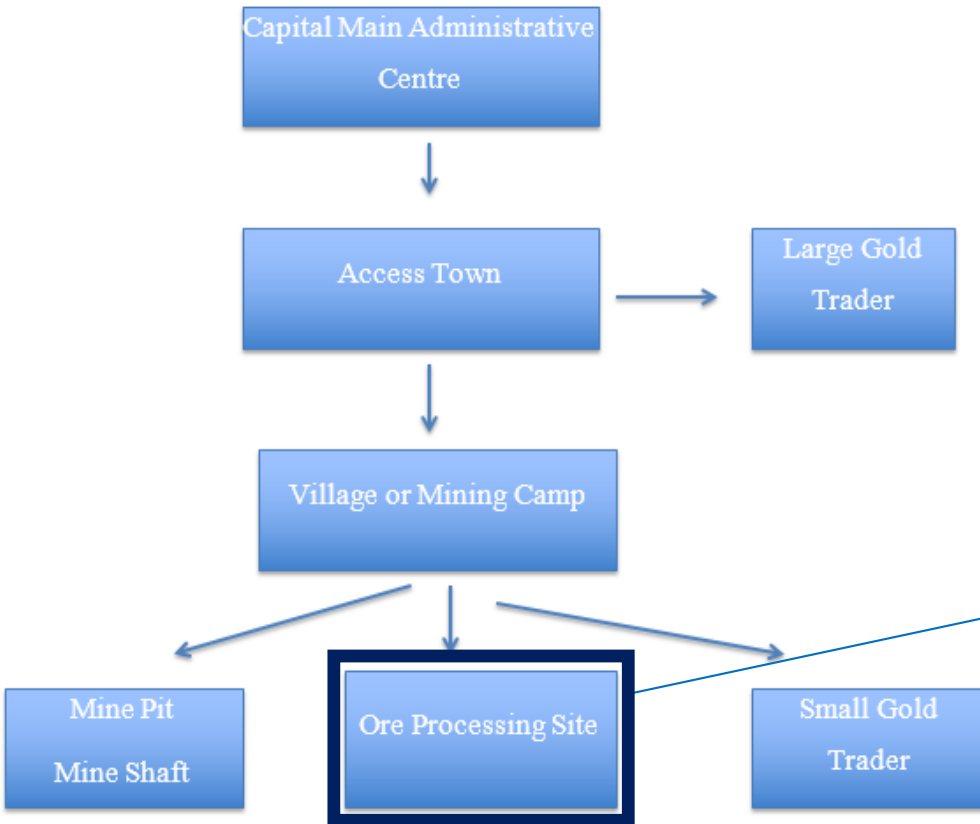 Capital Main Administrative
Centre
Access Town
Large Gold
Trader
Village or Mining Camp
Mine Pit
Mine Shaft
Ore Processing Site
Small Gold
Trader